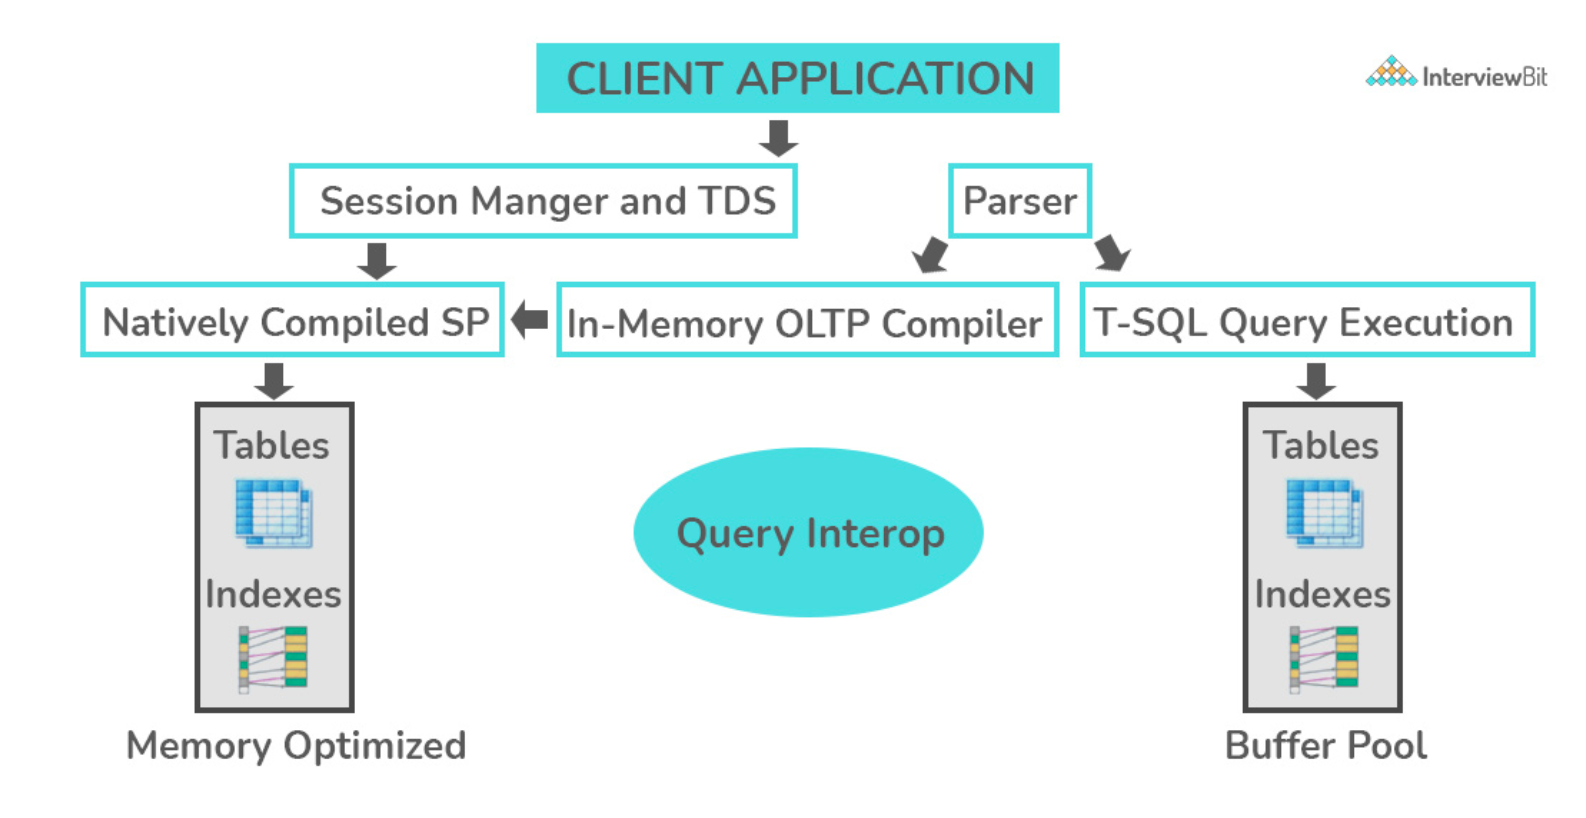 CLIENT APPLICATION
InterviewBit
Session Manger and TDS
Parser
Natively Compiled SP
In-Memory OLTP Compiler
T-SQL Query Execution
Tables
Indexes
Memory Optimized
Query Interop
Tables
Indexes
Buffer Pool